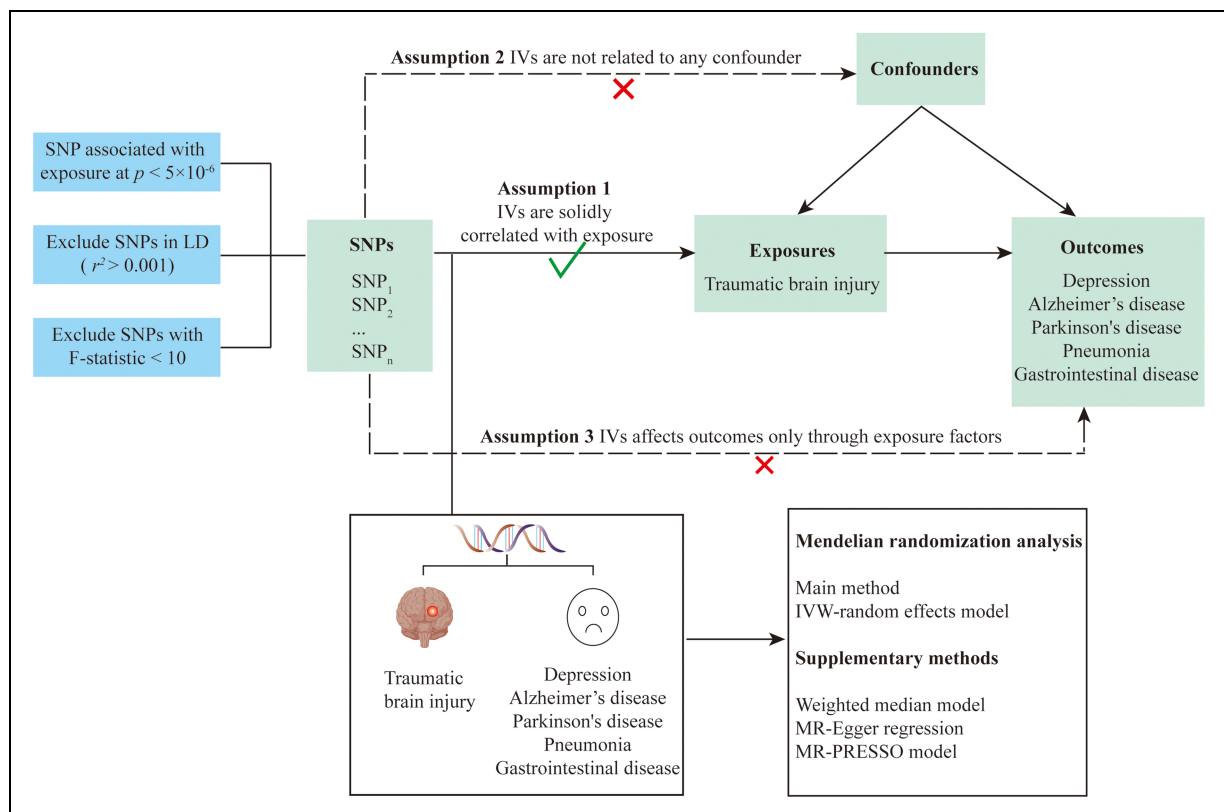 Assumption 2 IVs are not related to any confounder
Confounders
SNP associated with
exposure at p < 5×10⁻⁶
Exclude SNPs in LD
( r² > 0.001)
Exclude SNPs with
F-statistic < 10
SNPs
SNP₁
SNP₂
...
SNPₙ
Assumption 1
IVs are solidly
correlated with exposure
Exposures
Traumatic brain injury
Outcomes
Depression
Alzheimer’s disease
Parkinson's disease
Pneumonia
Gastrointestinal disease
Assumption 3 IVs affects outcomes only through exposure factors
Traumatic
brain injury
Depression
Alzheimer’s disease
Parkinson's disease
Pneumonia
Gastrointestinal disease
Mendelian randomization analysis
Main method
IVW-random effects model
Supplementary methods
Weighted median model
MR-Egger regression
MR-PRESSO model